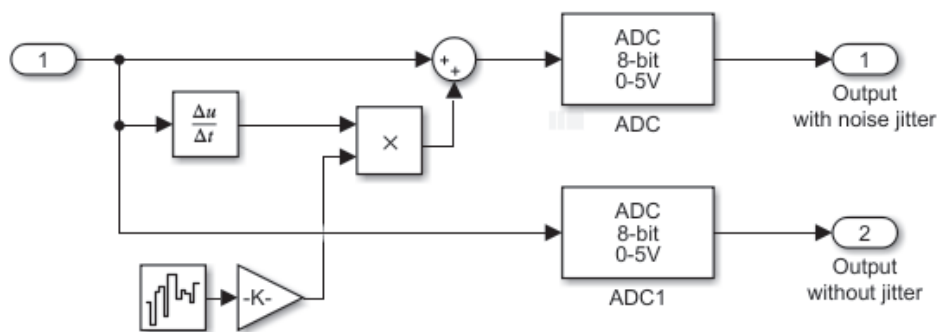 1
Δu
Δt
+
+
×
ADC
8-bit
0-5V
ADC
1
Output
with noise jitter
-K-
ADC
8-bit
0-5V
ADC1
2
Output
without jitter